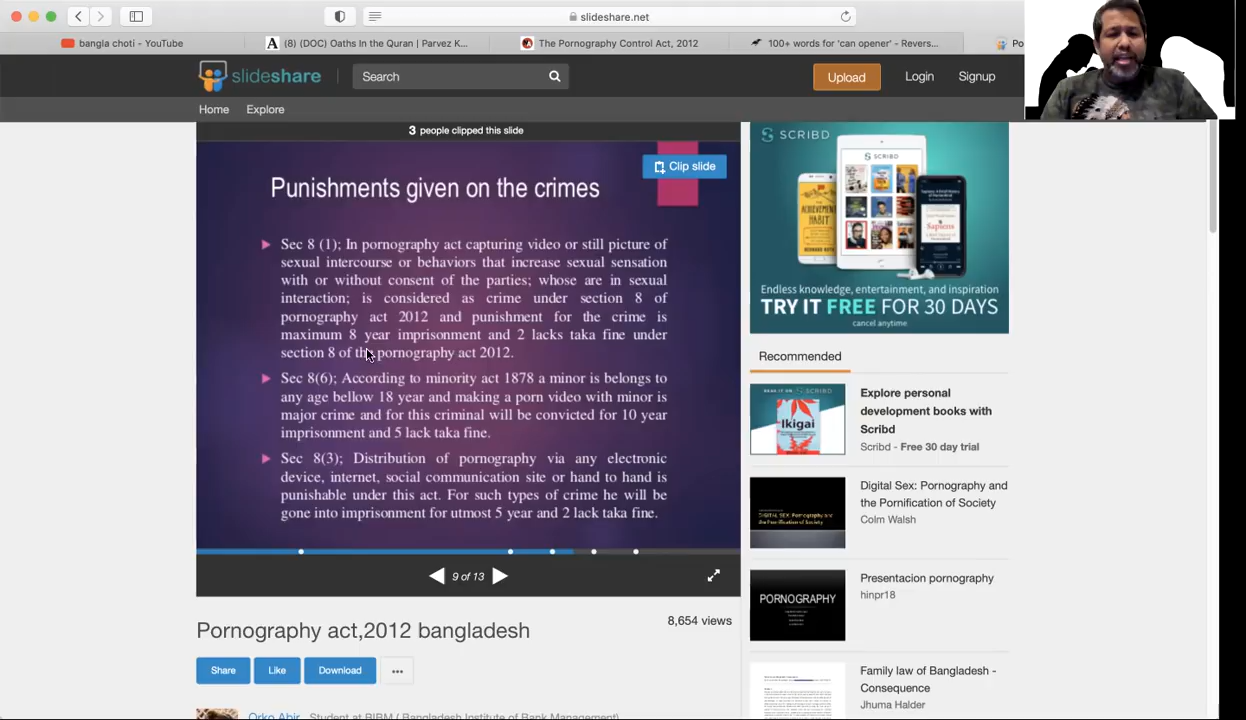 slideshare.net
bangla choti - YouTube
(8) (DOC) Oaths In the Quran | Parvez K...
The Pornography Control Act, 2012
100+ words for 'can opener' - Revers...
Po
slideshare
Search
Upload
Login
Signup
Home
Explore
3 people clipped this slide
Clip slide
Punishments given on the crimes
Sec 8 (1); In pornography act capturing video or still picture of
sexual intercourse or behaviors that increase sexual sensation
with or without consent of the parties; whose are in sexual
interaction; is considered as crime under section 8 of
pornography act 2012 and punishment for the crime is
maximum 8 year imprisonment and 2 lacks taka fine under
section 8 of the pornography act 2012.
Sec 8(6); According to minority act 1878 a minor is belongs to
any age bellow 18 year and making a porn video with minor is
major crime and for this criminal will be convicted for 10 year
imprisonment and 5 lack taka fine.
Sec 8(3); Distribution of pornography via any electronic
device, internet, social communication site or hand to hand is
punishable under this act. For such types of crime he will be
gone into imprisonment for utmost 5 year and 2 lack taka fine.
9 of 13
Pornography act,2012 bangladesh
8,654 views
Share
Like
Download
Orko Abir Student at BIBM ( Bangladesh Institute of Bank Management)
SCRIBD
SCRIBD
Endless knowledge, entertainment, and inspiration
TRY IT FREE FOR 30 DAYS
cancel anytime
Recommended
Ikigai
Explore personal
development books with
Scribd
Scribd - Free 30 day trial
Digital Sex: Pornography and
the Pornification of Society
Colm Walsh
PORNOGRAPHY
Presentacion pornography
hinpr18
Family law of Bangladesh -
Consequence
Jhuma Halder